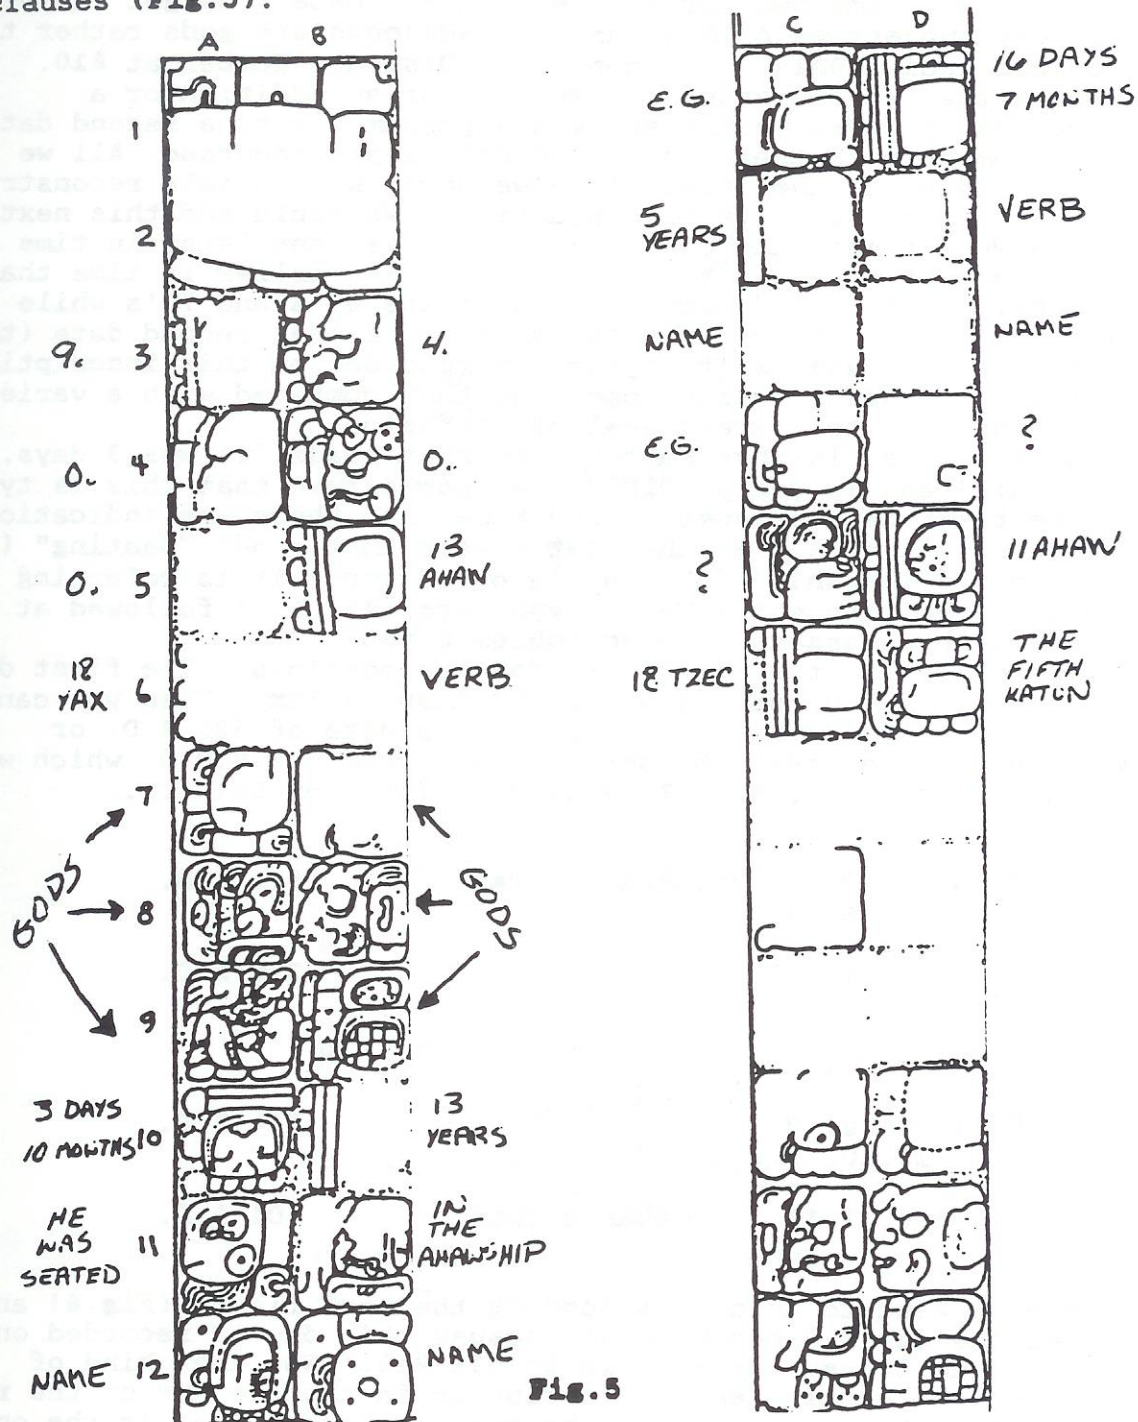 clauses (Fig.5).
A B
1
2
9. 3 4.
0. 4 0.
0. 5 13
AHAW
18
YAX 6 VERB
7
GODS 8 GODS
9
3 DAYS
10 MONTHS 10
13
YEARS
HE
WAS
SEATED
11
IN
THE
AHAWSHIP
NAME 12 NAME
Fig.5
C D
E.G. 16 DAYS
7 MONTHS
5
YEARS
VERB
NAME NAME
E.G. ?
? 11 AHAW
18 TZEC
THE
FIFTH
KATUN